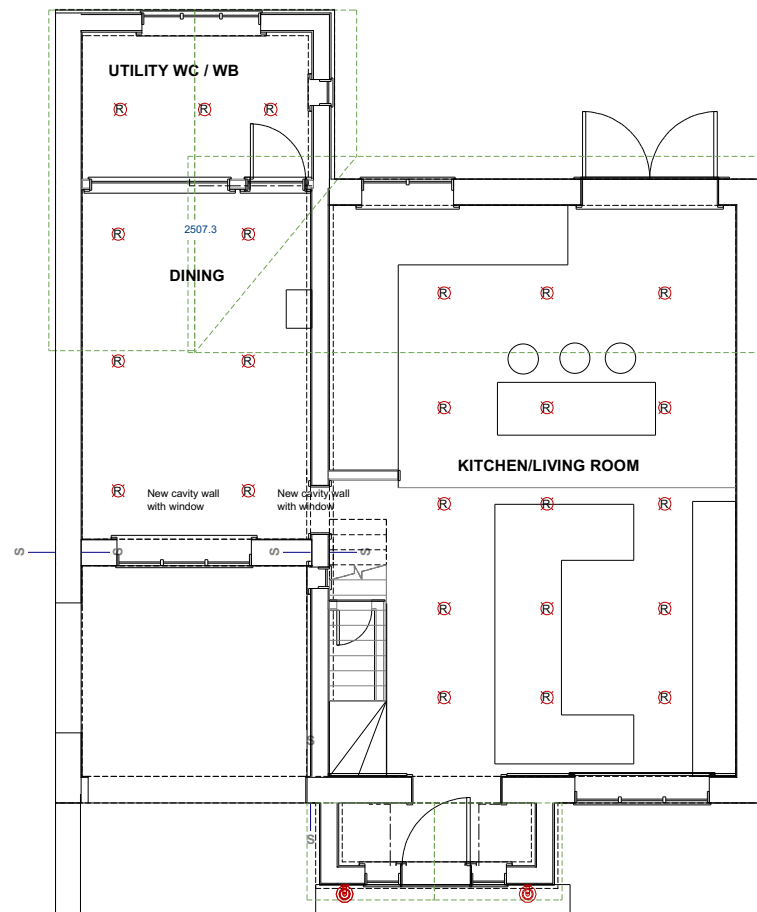 UTILITY WC / WB
R R R
R R
2507.3
DINING
R R R
R R
R R R
KITCHEN/LIVING ROOM
R R
New cavity wall
with window
New cavity wall
with window
R R R
S S S S
R R R
R R R
S
S